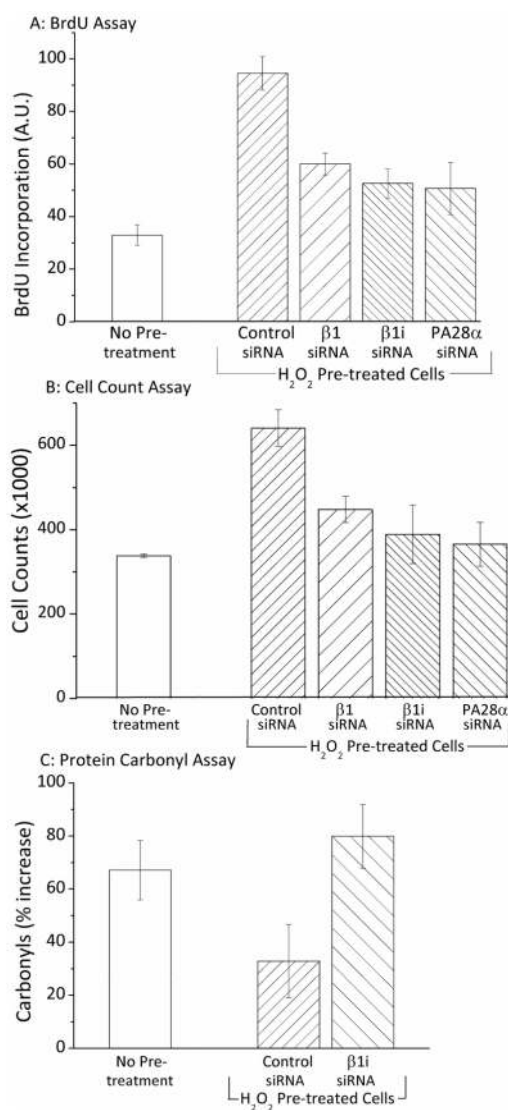 A: BrdU Assay
BrdU Incorporation (A.U.)
100
80
60
40
20
0
No Pre-
treatment
Control
siRNA
β1
siRNA
β1i
siRNA
PA28α
siRNA
H₂O₂ Pre-treated Cells
B: Cell Count Assay
Cell Counts (x1000)
600
400
200
0
No Pre-
treatment
Control
siRNA
β1
siRNA
β1i
siRNA
PA28α
siRNA
H₂O₂ Pre-treated Cells
C: Protein Carbonyl Assay
Carbonyls (% increase)
100
80
60
40
20
0
No Pre-
treatment
Control
siRNA
β1i
siRNA
H₂O₂ Pre-treated Cells